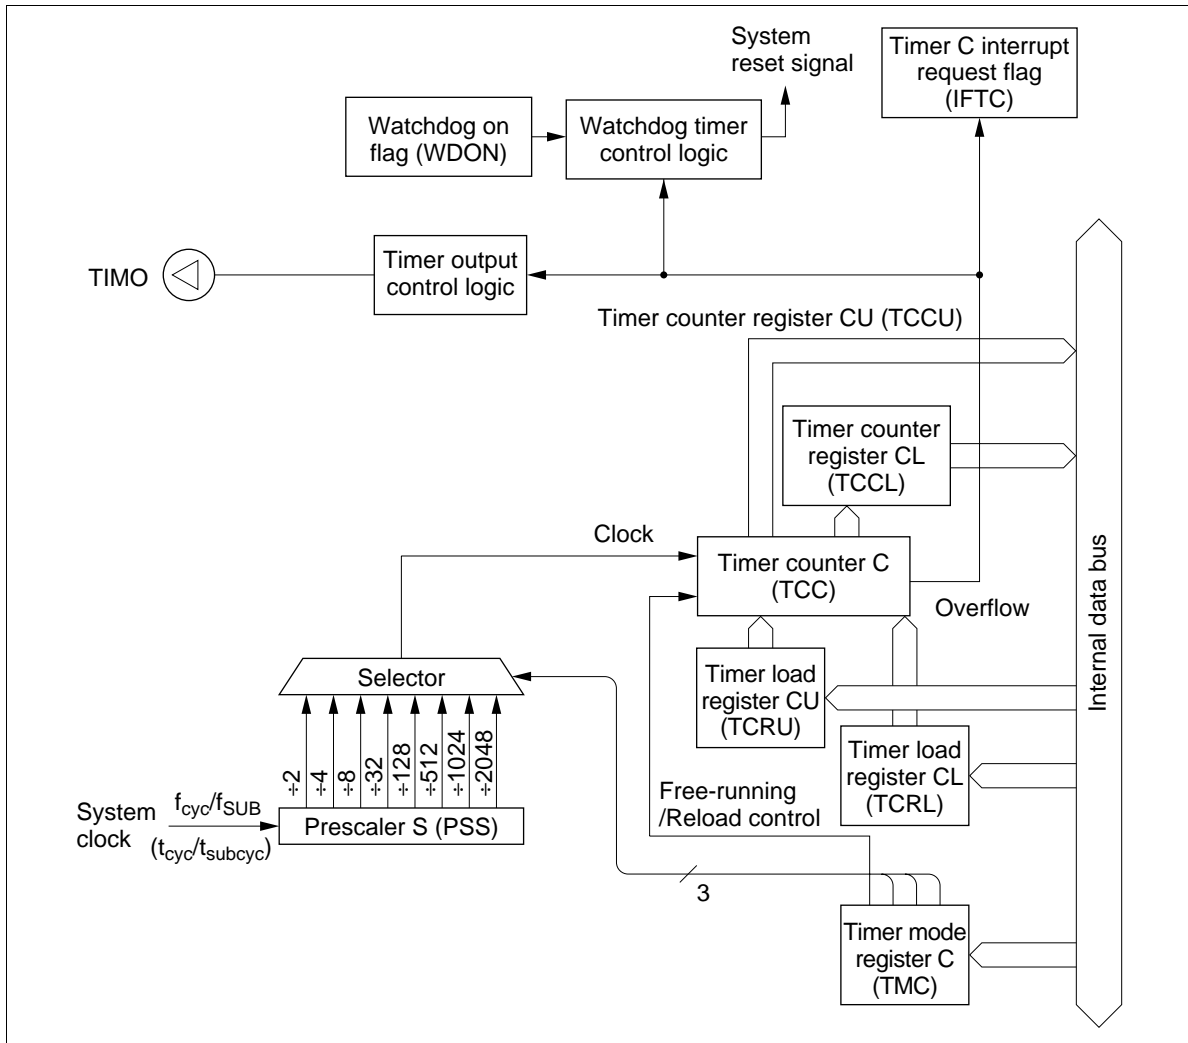 System
reset signal
Timer C interrupt
request flag
(IFTC)
Watchdog on
flag (WDON)
Watchdog timer
control logic
TIMO
Timer output
control logic
Timer counter register CU (TCCU)
Timer counter
register CL
(TCCL)
Clock
Timer counter C
(TCC)
Overflow
Internal data bus
Selector
Timer load
register CU
(TCRU)
Timer load
register CL
(TCRL)
÷2
÷4
÷8
÷32
÷128
÷512
÷1024
÷2048
System
clock
fcyc/fSUB
(tcyc/tsubcyc)
Prescaler S (PSS)
Free-running
/Reload control
3
Timer mode
register C
(TMC)